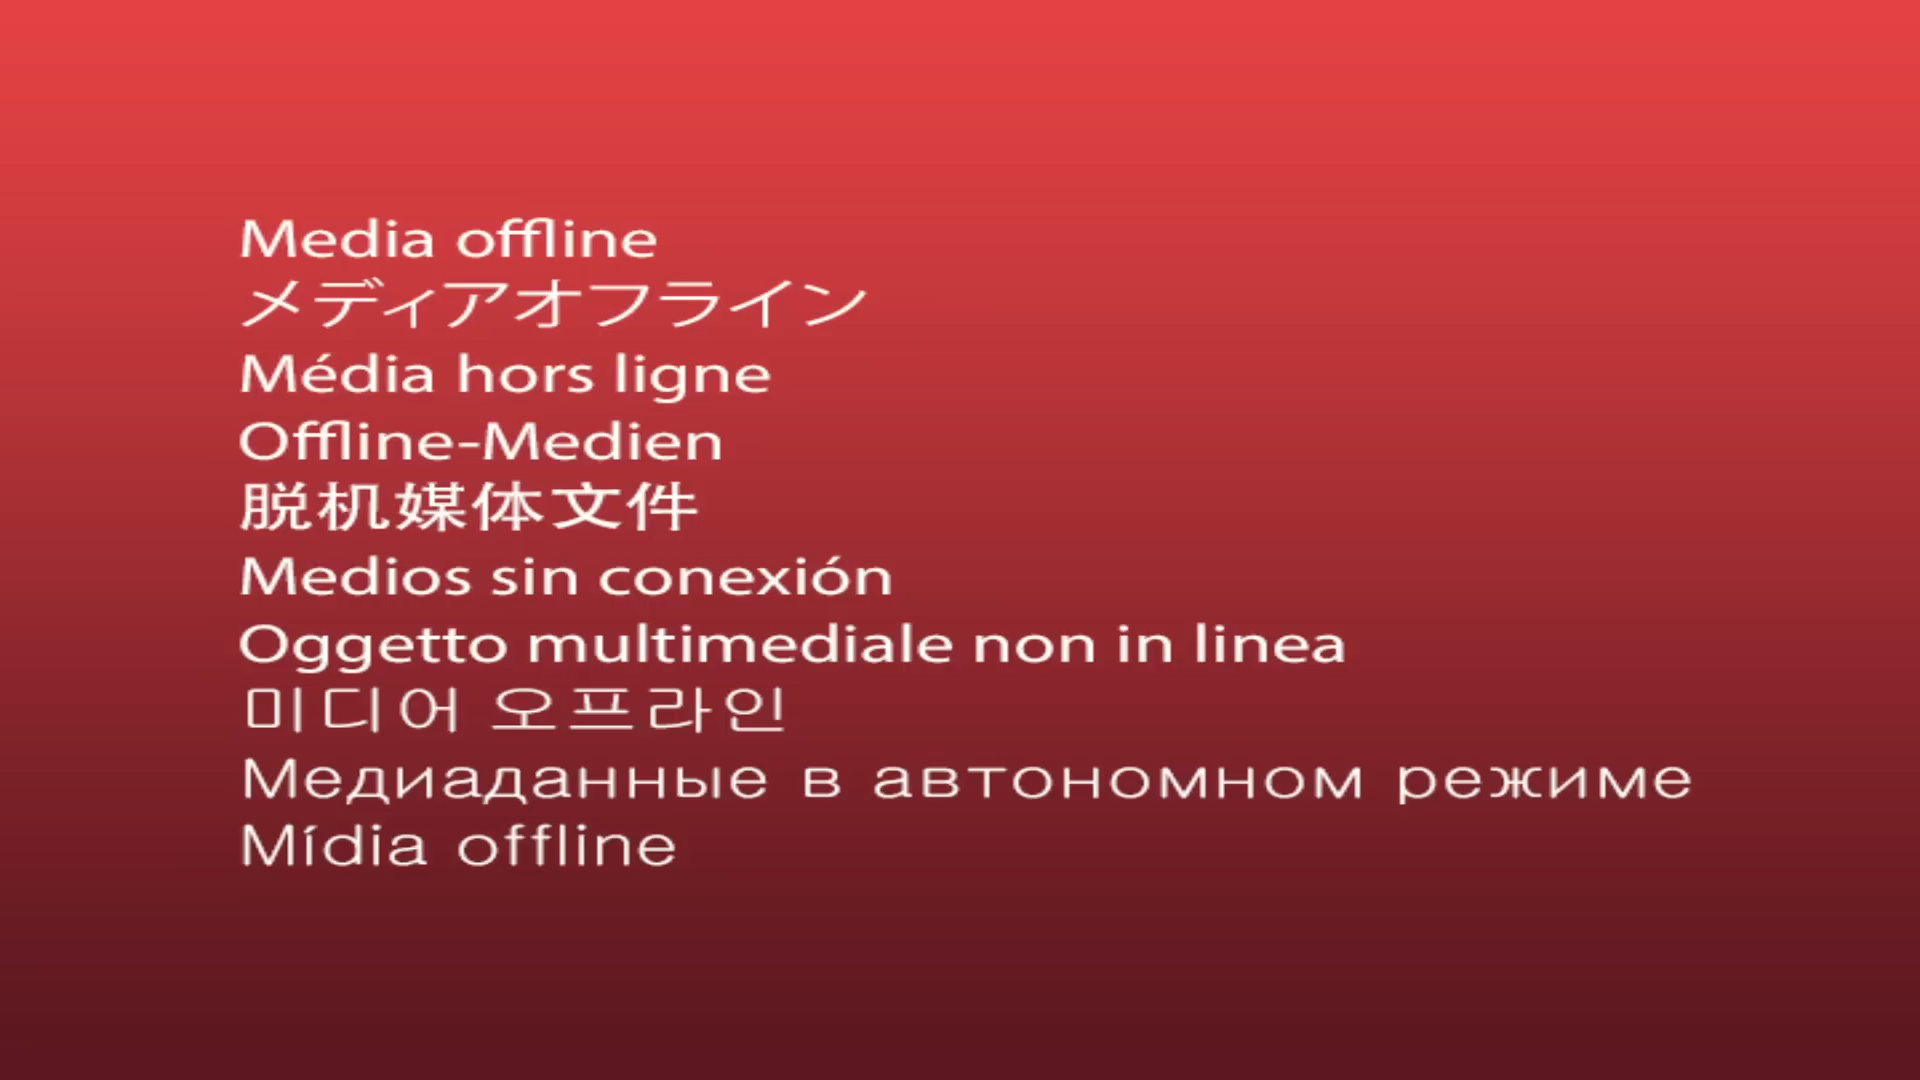 Media offline
メディアオフライン
Média hors ligne
Offline-Medien
脱机媒体文件
Medios sin conexión
Oggetto multimediale non in linea
미디어 오프라인
Медиаданные в автономном режиме
Mídia offline